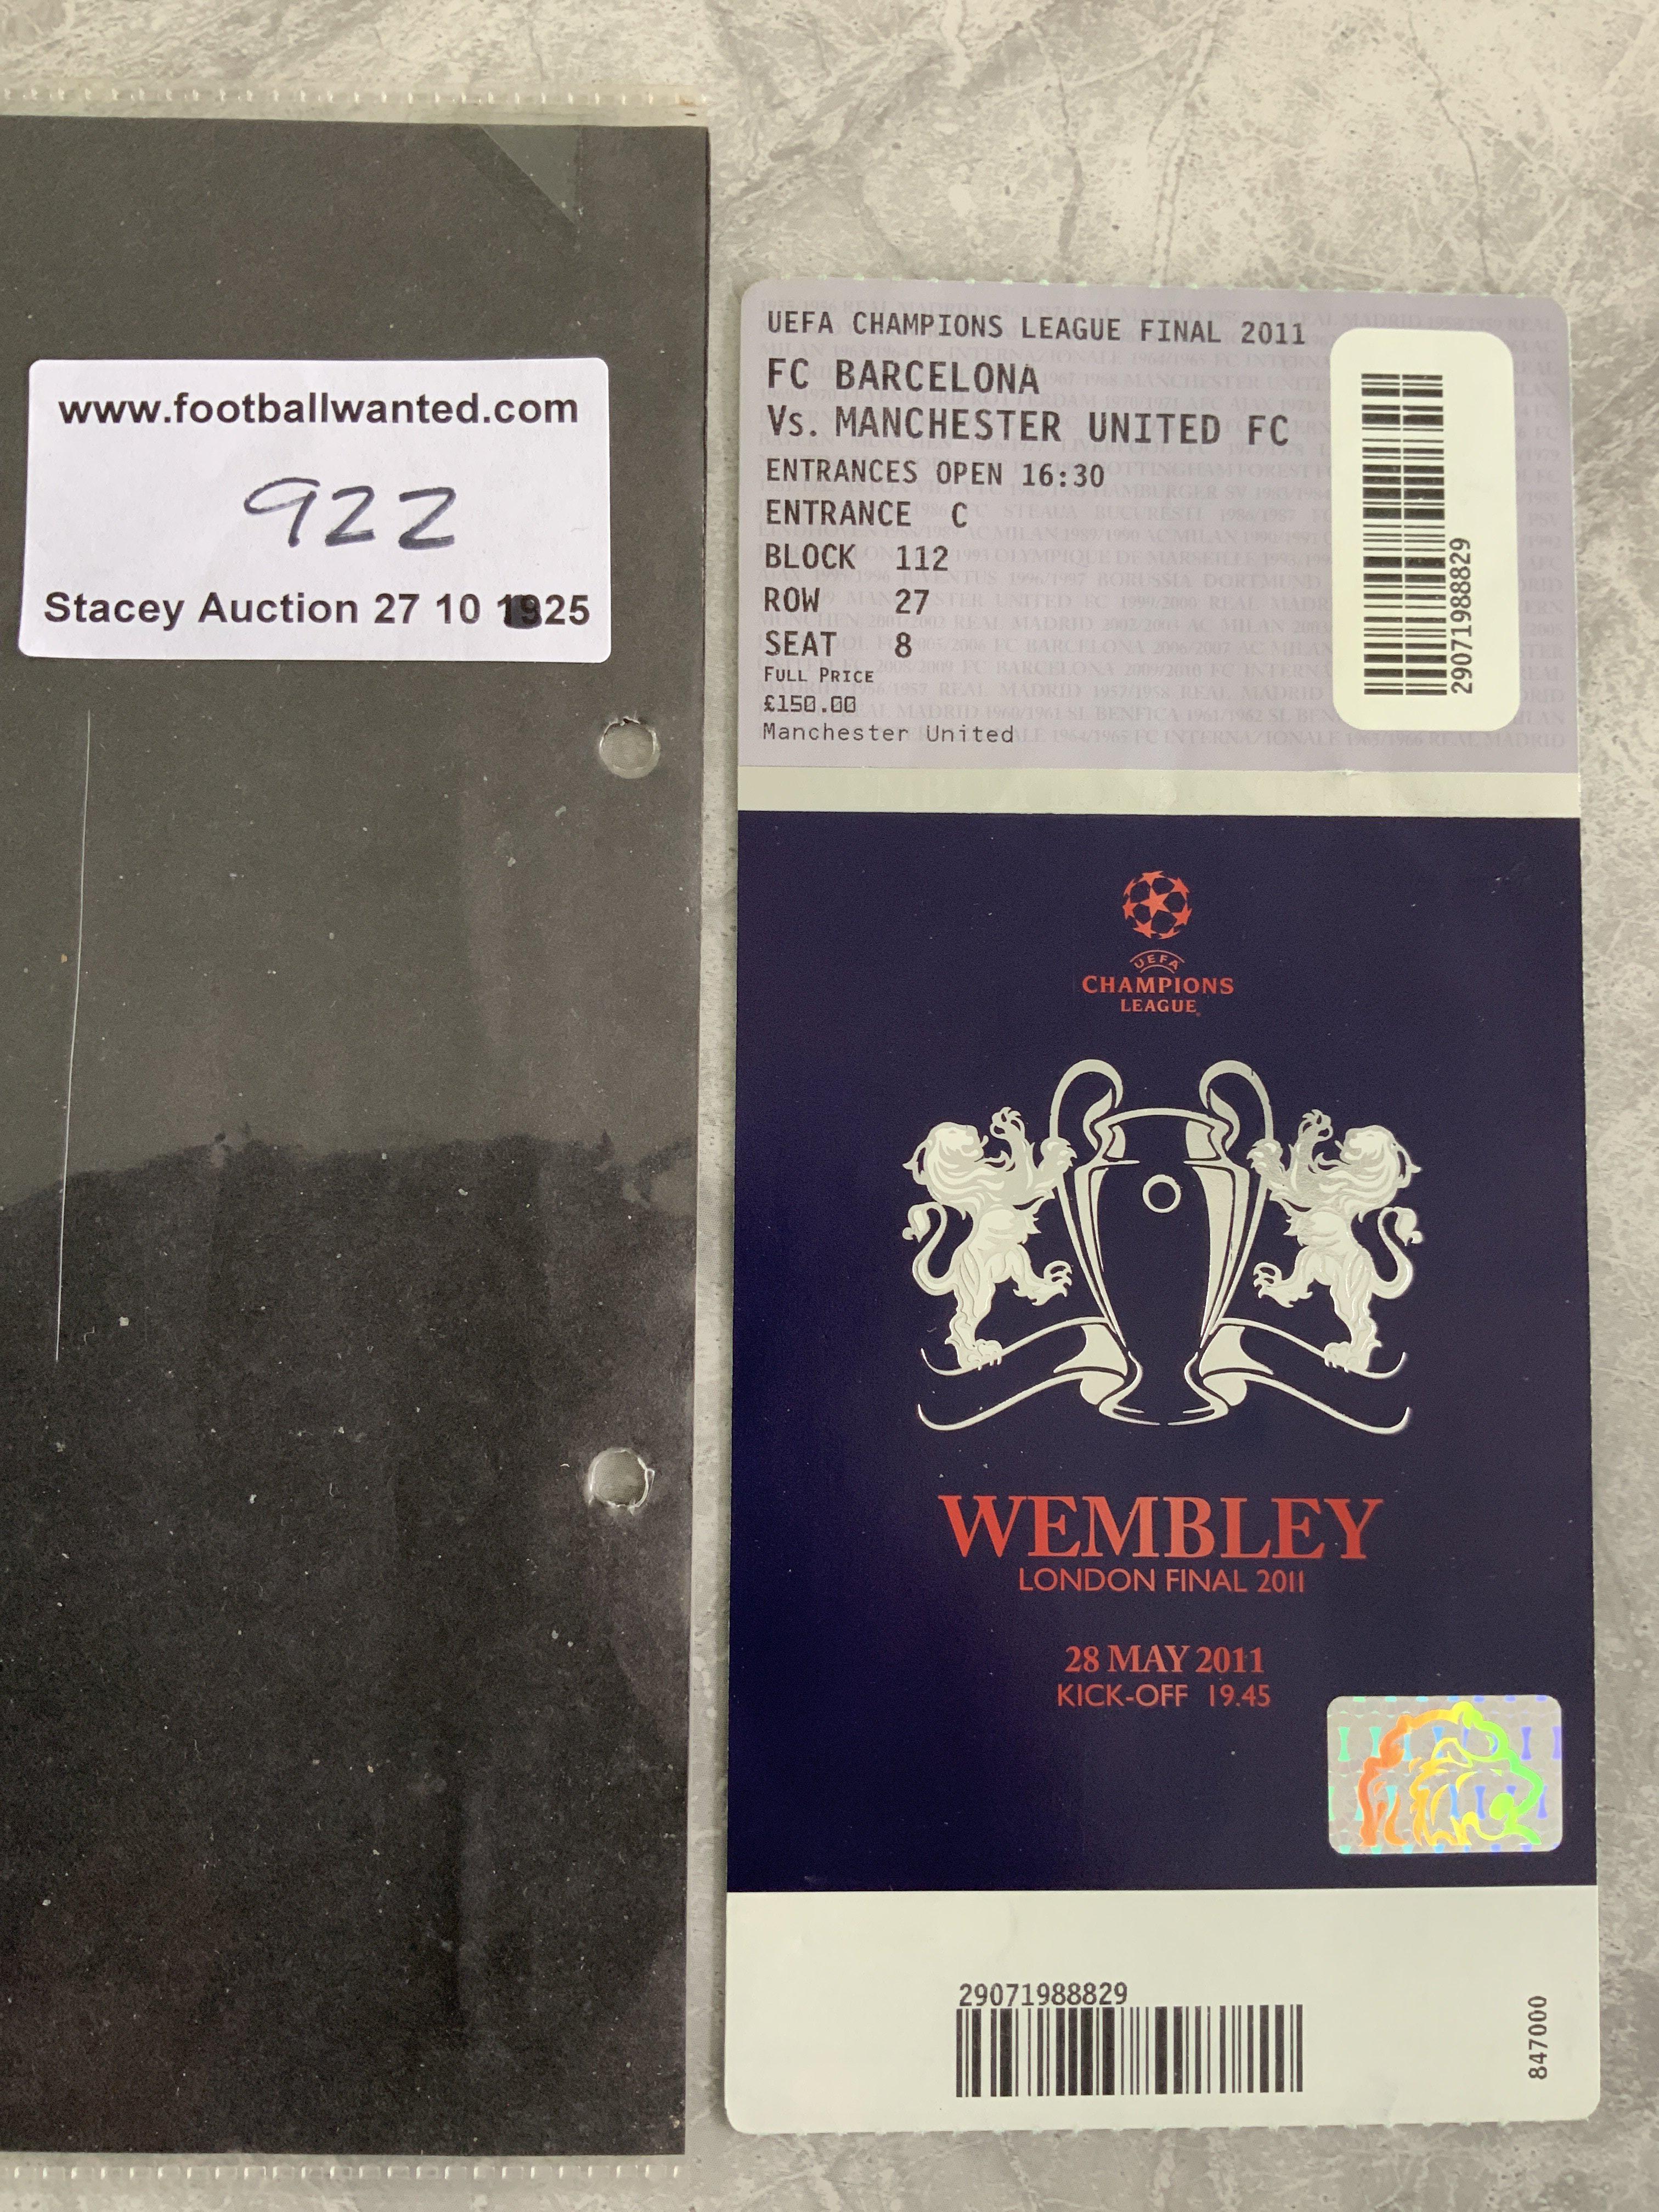 www.footballwanted.com
922
Stacey Auction 27 10 1925
UEFA CHAMPIONS LEAGUE FINAL 2011
FC BARCELONA
Vs. MANCHESTER UNITED FC
ENTRANCES OPEN 16:30
ENTRANCE C
BLOCK 112
ROW 27
SEAT 8
FULL PRICE
£150.00
Manchester United
29071988829
UEFA
CHAMPIONS
LEAGUE
WEMBLEY
LONDON FINAL 2011
28 MAY 2011
KICK-OFF 19.45
29071988829
847000